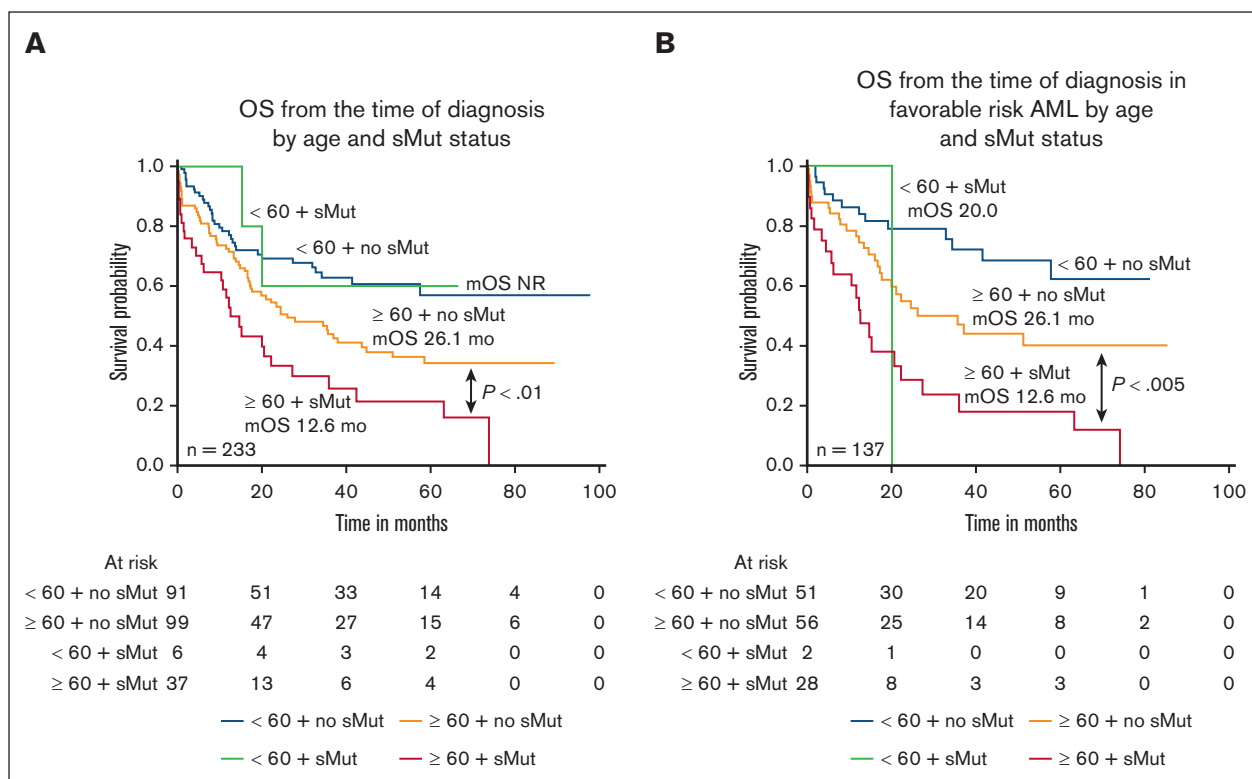 A
OS from the time of diagnosis
by age and sMut status
Survival probability
1.0
0.8
0.6
0.4
0.2
0.0
< 60 + sMut
< 60 + no sMut
mOS NR
≥ 60 + no sMut
mOS 26.1 mo
P < .01
≥ 60 + sMut
mOS 12.6 mo
n = 233
0 20 40 60 80 100
Time in months
At risk
< 60 + no sMut 91 51 33 14 4 0
≥ 60 + no sMut 99 47 27 15 6 0
< 60 + sMut 6 4 3 2 0 0
≥ 60 + sMut 37 13 6 4 0 0
< 60 + no sMut ≥ 60 + no sMut
< 60 + sMut ≥ 60 + sMut
B
OS from the time of diagnosis in
favorable risk AML by age
and sMut status
Survival probability
1.0
0.8
0.6
0.4
0.2
0.0
< 60 + sMut
mOS 20.0
< 60 + no sMut
≥ 60 + no sMut
mOS 26.1 mo
≥ 60 + sMut
mOS 12.6 mo
P < .005
n = 137
0 20 40 60 80 100
Time in months
At risk
< 60 + no sMut 51 30 20 9 1 0
≥ 60 + no sMut 56 25 14 8 2 0
< 60 + sMut 2 1 0 0 0 0
≥ 60 + sMut 28 8 3 3 0 0
< 60 + no sMut ≥ 60 + no sMut
< 60 + sMut ≥ 60 + sMut